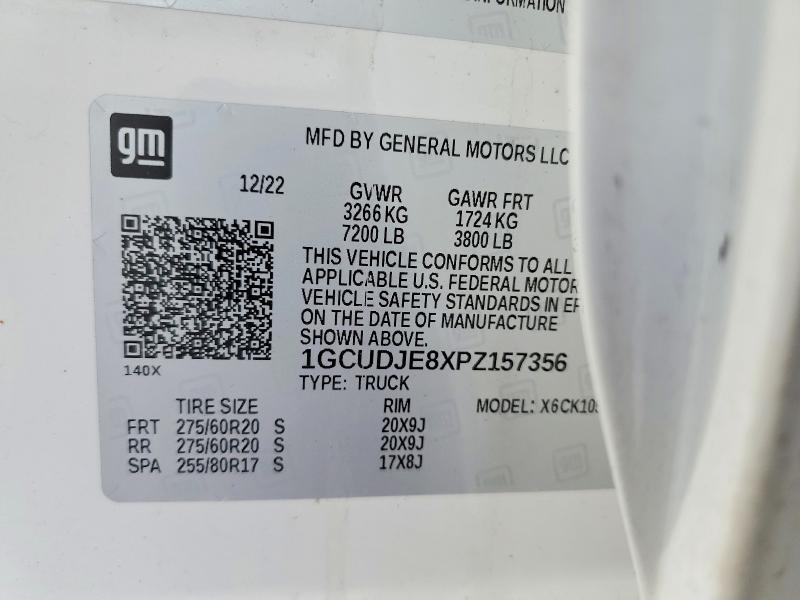 INFORMATION
gm
MFD BY GENERAL MOTORS LLC
12/22
GVWR GAWR FRT
3266 KG 1724 KG
7200 LB 3800 LB
THIS VEHICLE CONFORMS TO ALL
APPLICABLE U.S. FEDERAL MOTOR
VEHICLE SAFETY STANDARDS IN EF
ON THE DATE OF MANUFACTURE
SHOWN ABOVE.
1GCUDJE8XPZ157356
140X
TYPE: TRUCK
TIRE SIZE RIM MODEL: X6CK10
FRT 275/60R20 S 20X9J
RR 275/60R20 S 20X9J
SPA 255/80R17 S 17X8J